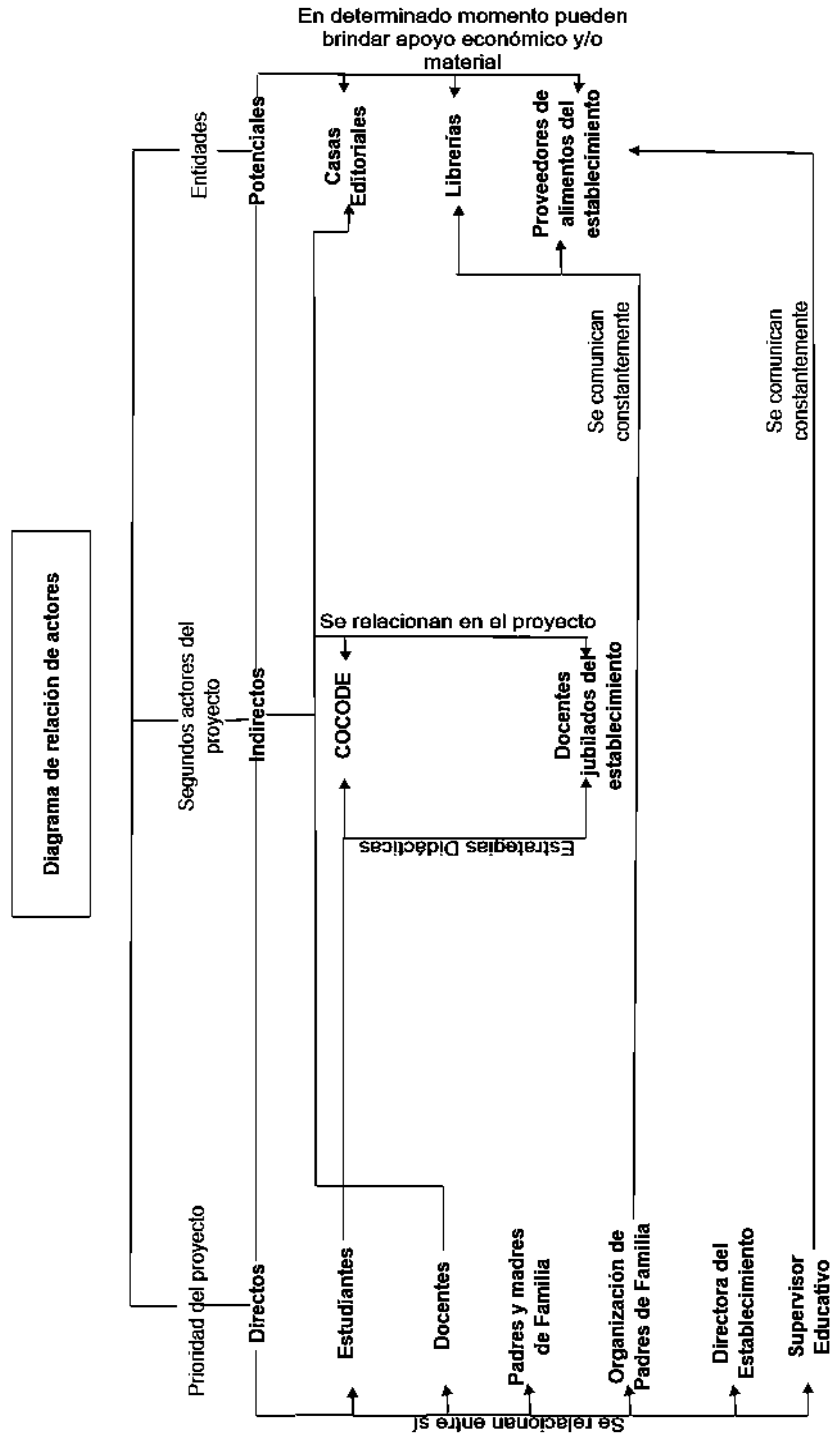 Diagrama de relación de actores
Prioridad del proyecto
Segundos actores del
proyecto
Entidades
Directos
Indirectos
Potenciales
Se relacionan entre sí
Estudiantes
Docentes
Padres y madres
de Familia
Organización de
Padres de Familia
Directora del
Establecimiento
Supervisor
Educativo
Estrategias Didácticas
COCODE
Docentes
jubilados del
establecimiento
Se relacionan en el proyecto
Se comunican
constantemente
Se comunican
constantemente
Casas
Editoriales
Librerías
Proveedores de
alimentos del
establecimiento
En determinado momento pueden
brindar apoyo económico y/o
material